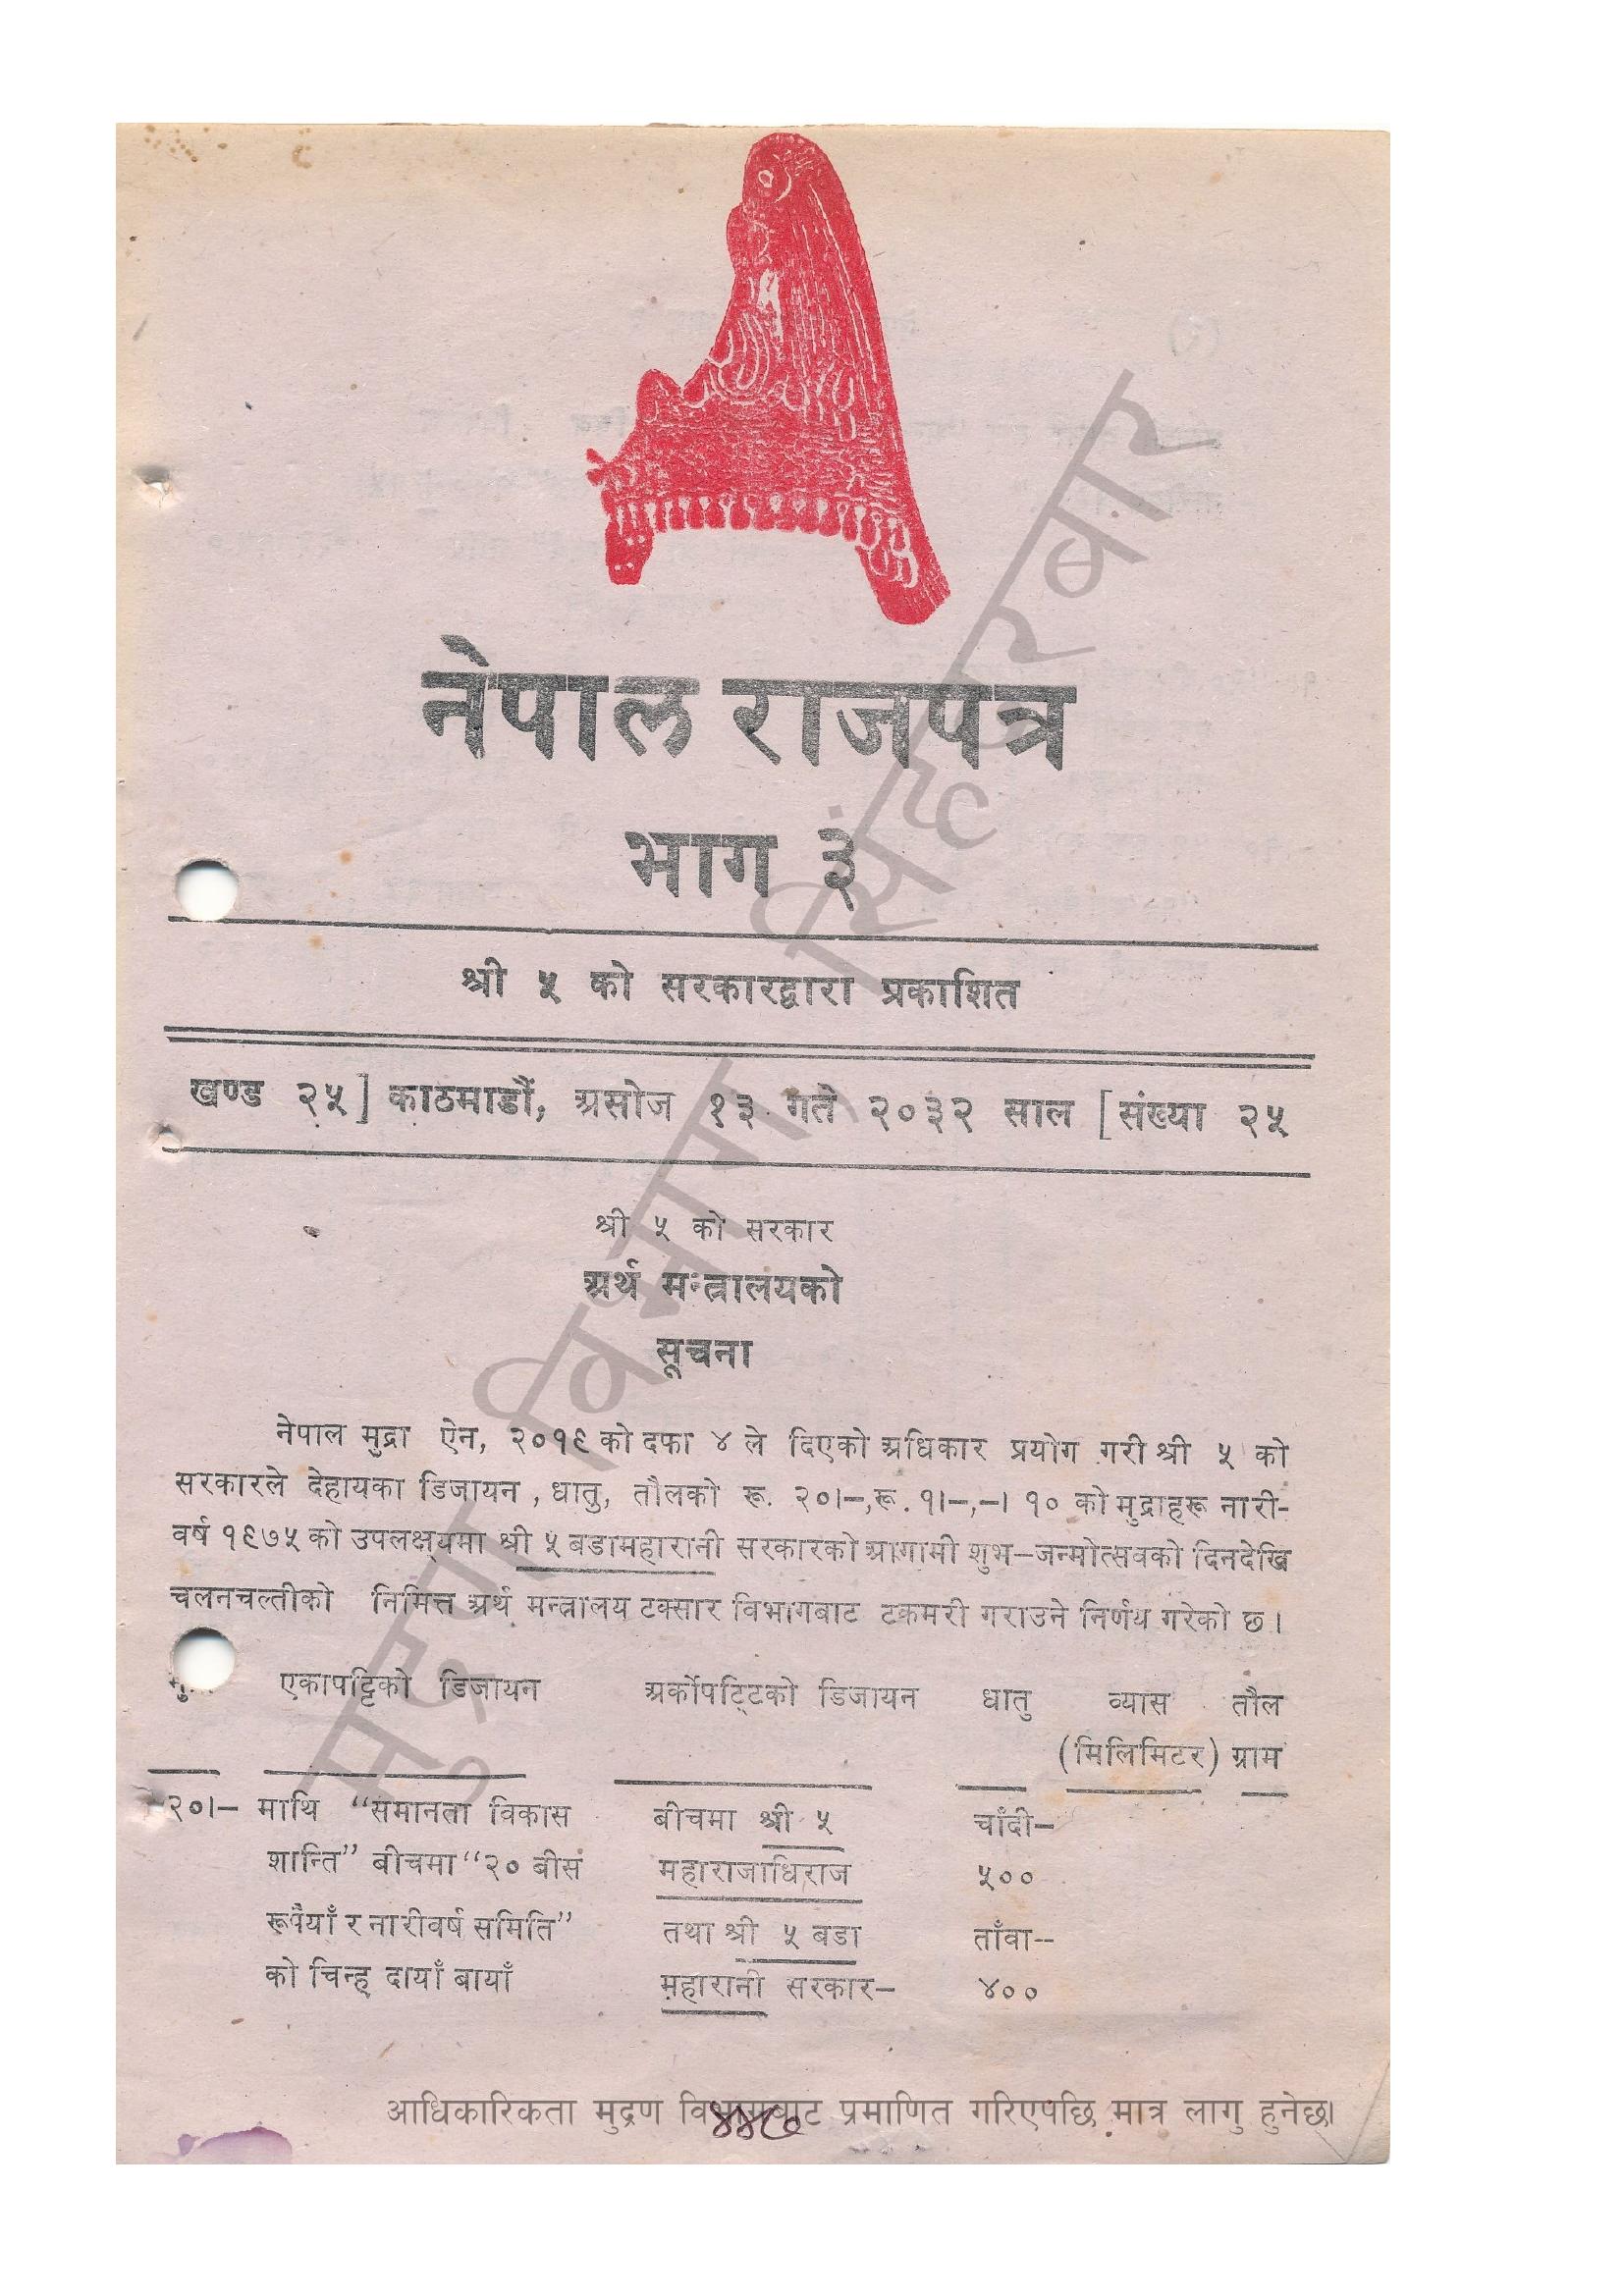 नेपाल राजपत्र
भाग ३
श्री ५ को सरकारद्वारा प्रकाशित
खण्ड २५] काठमाडौं, असोज १३ गते २०३२ साल [संख्या २५
श्री ५ को सरकार
अर्थ मन्त्रालयको
सूचना
नेपाल मुद्रा ऐन, २०१९ को दफा ४ ले दिएको अधिकार प्रयोग गरी श्री ५ को
सरकारले देहायका डिजायन, धातु, तौलको रू. २०।–,रू. १।–,–। १० को मुद्राहरू नारी-
वर्ष १९७५ को उपलक्ष्यमा श्री ५ बडामहारानी सरकारको आगामी शुभ–जन्मोत्सवको दिनदेखि
चलनचल्तीको निमित्त अर्थ मन्त्रालय टक्सार विभागबाट टकमरी गराउने निर्णय गरेको छ।
एकापट्टिको डिजायन अर्कोपट्टिको डिजायन धातु व्यास तौल
(मिलिमिटर) ग्राम
२०।– माथि “समानता विकास बीचमा श्री ५ चाँदी–
शान्ति” बीचमा “२० बीस महाराजाधिराज ५००
रूपैयाँ र नारीवर्ष समिति” तथा श्री ५ बडा ताँवा--
को चिन्ह दायाँ बायाँ महारानी सरकार– ४००
आधिकारिकता मुद्रण विभागबाट प्रमाणित गरिएपछि मात्र लागु हुनेछ।
मुद्रण विभाग, सिंहदरबार